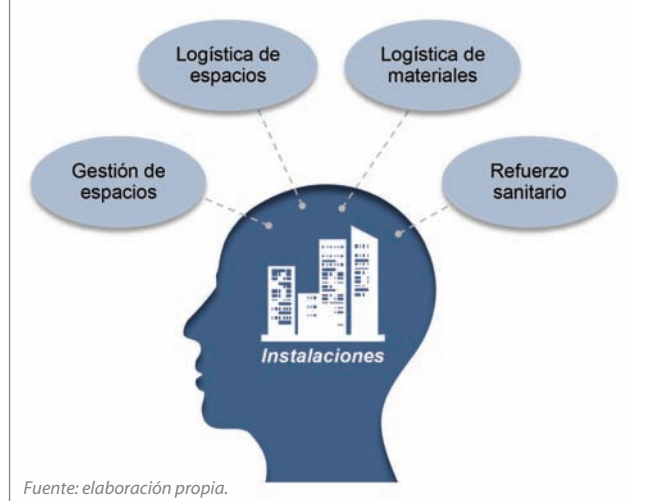 Logística de
espacios
Logística de
materiales
Gestión de
espacios
Refuerzo
sanitario
Instalaciones
Fuente: elaboración propia.